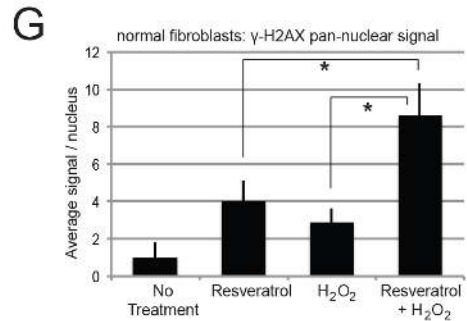 G
normal fibroblasts: γ-H2AX pan-nuclear signal
Average signal / nucleus
12
10
8
6
4
2
0
*
*
No
Treatment
Resveratrol
H₂O₂
Resveratrol
+ H₂O₂